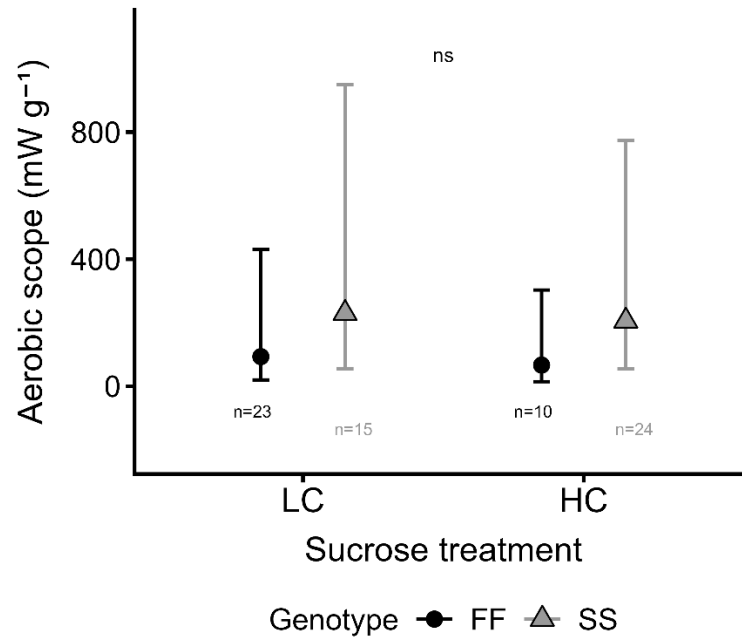 ns
Aerobic scope (mW g⁻¹)
800
400
0
n=23
n=15
n=10
n=24
LC
HC
Sucrose treatment
Genotype FF SS